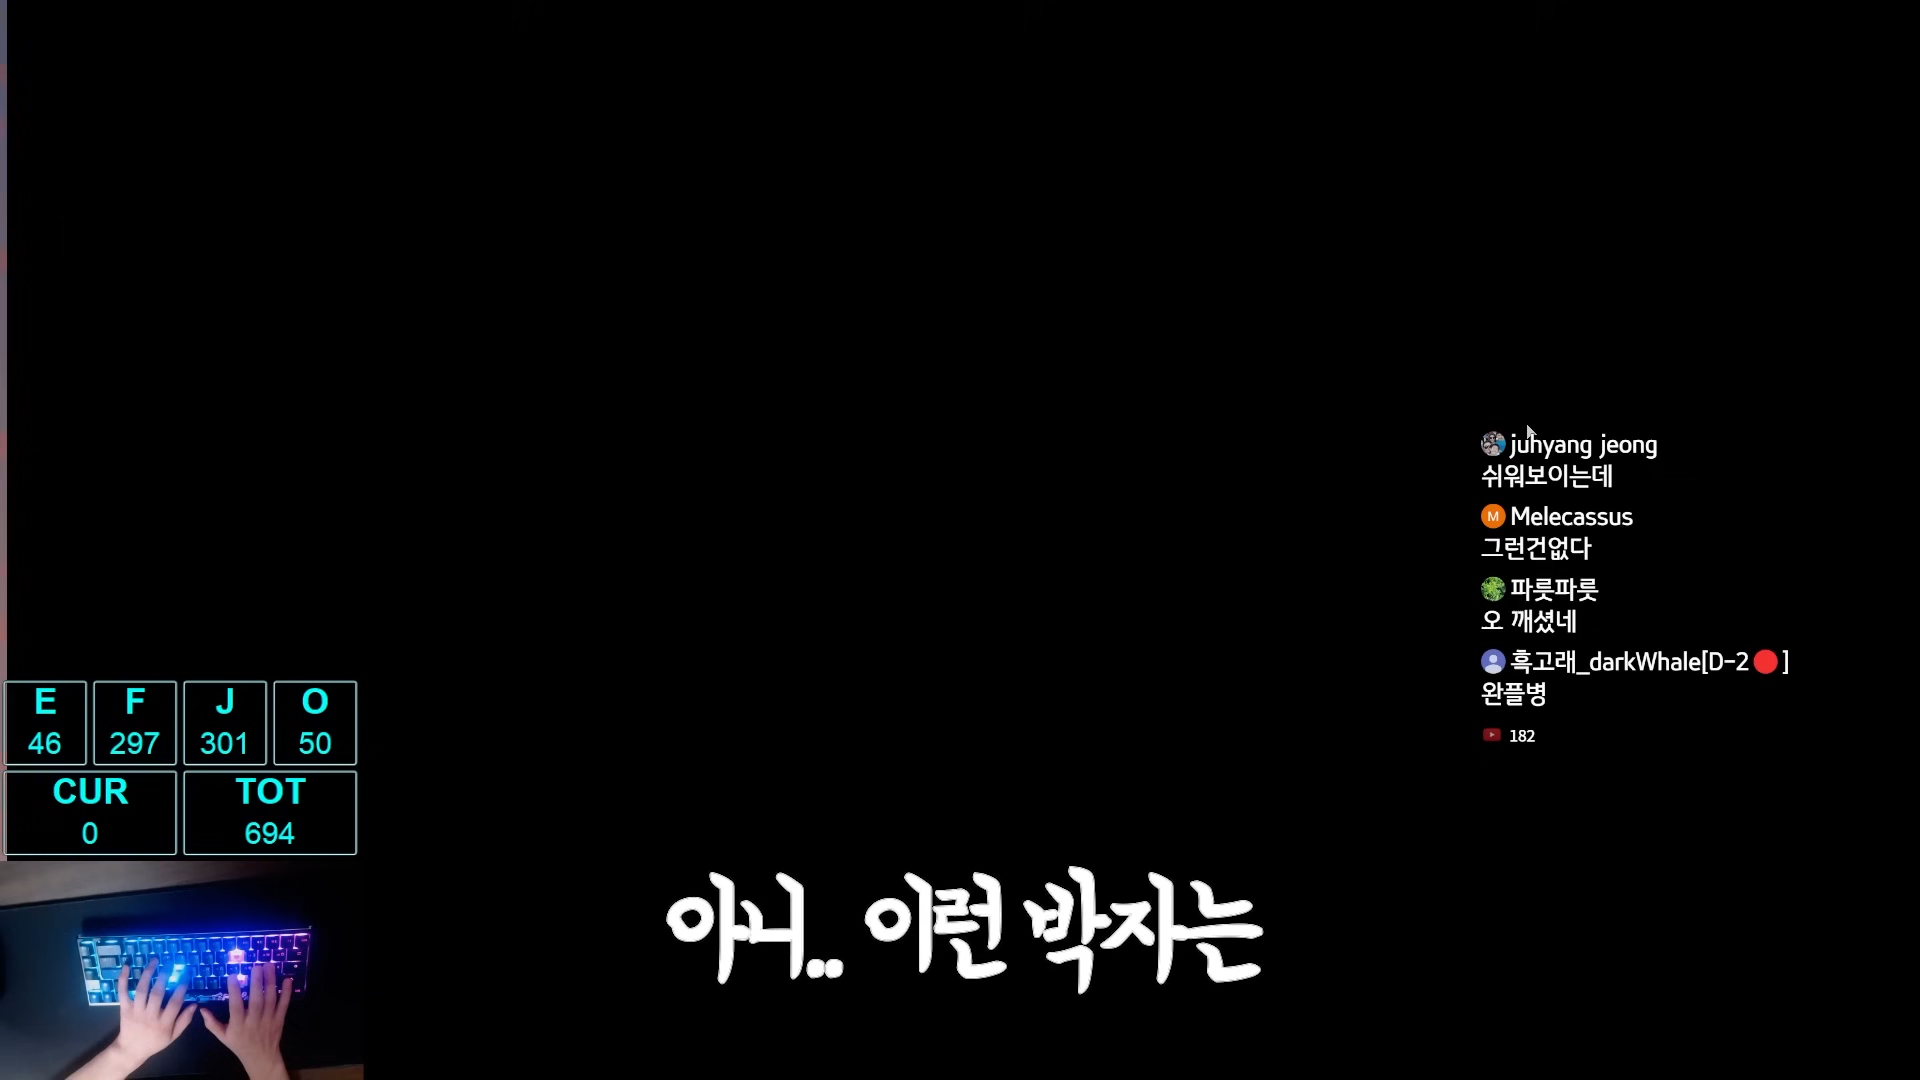 juhyang jeong
쉬워보이는데
M Melecassus
그런건없다
파릇파릇
오 깨셨네
흑고래_darkWhale[D-2🔴]
완플병
182
E F J O
46 297 301 50
CUR TOT
0 694
아니.. 이런 박자는